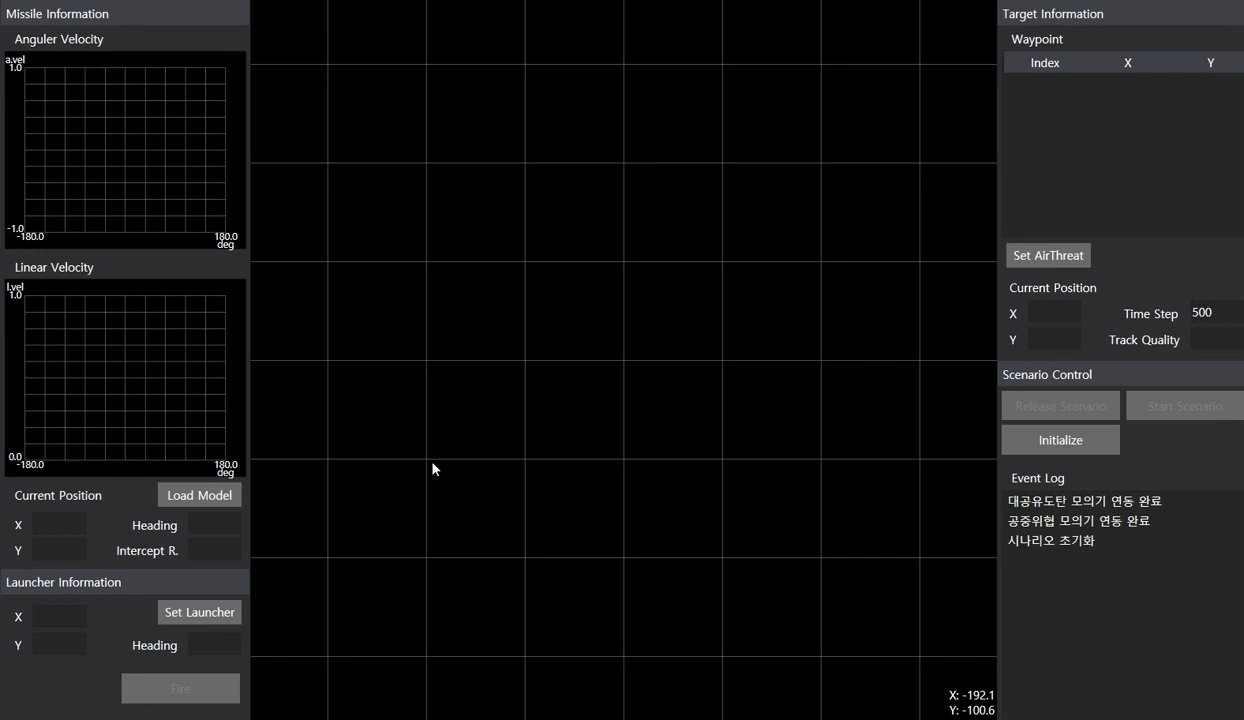 Missile Information
Anguler Velocity
a.vel
1.0
-1.0
-180.0
180.0
deg
Linear Velocity
l.vel
1.0
0.0
-180.0
180.0
deg
Current Position
Load Model
X
Heading
Y
Intercept R.
Launcher Information
X
Set Launcher
Y
Heading
Fire
X: -192.1
Y: -100.6
Target Information
Waypoint
Index X Y
Set AirThreat
Current Position
X
Time Step 500
Y
Track Quality
Scenario Control
Release Scenario
Start Scenario
Initialize
Event Log
대공유도탄 모의기 연동 완료
공중위협 모의기 연동 완료
시나리오 초기화